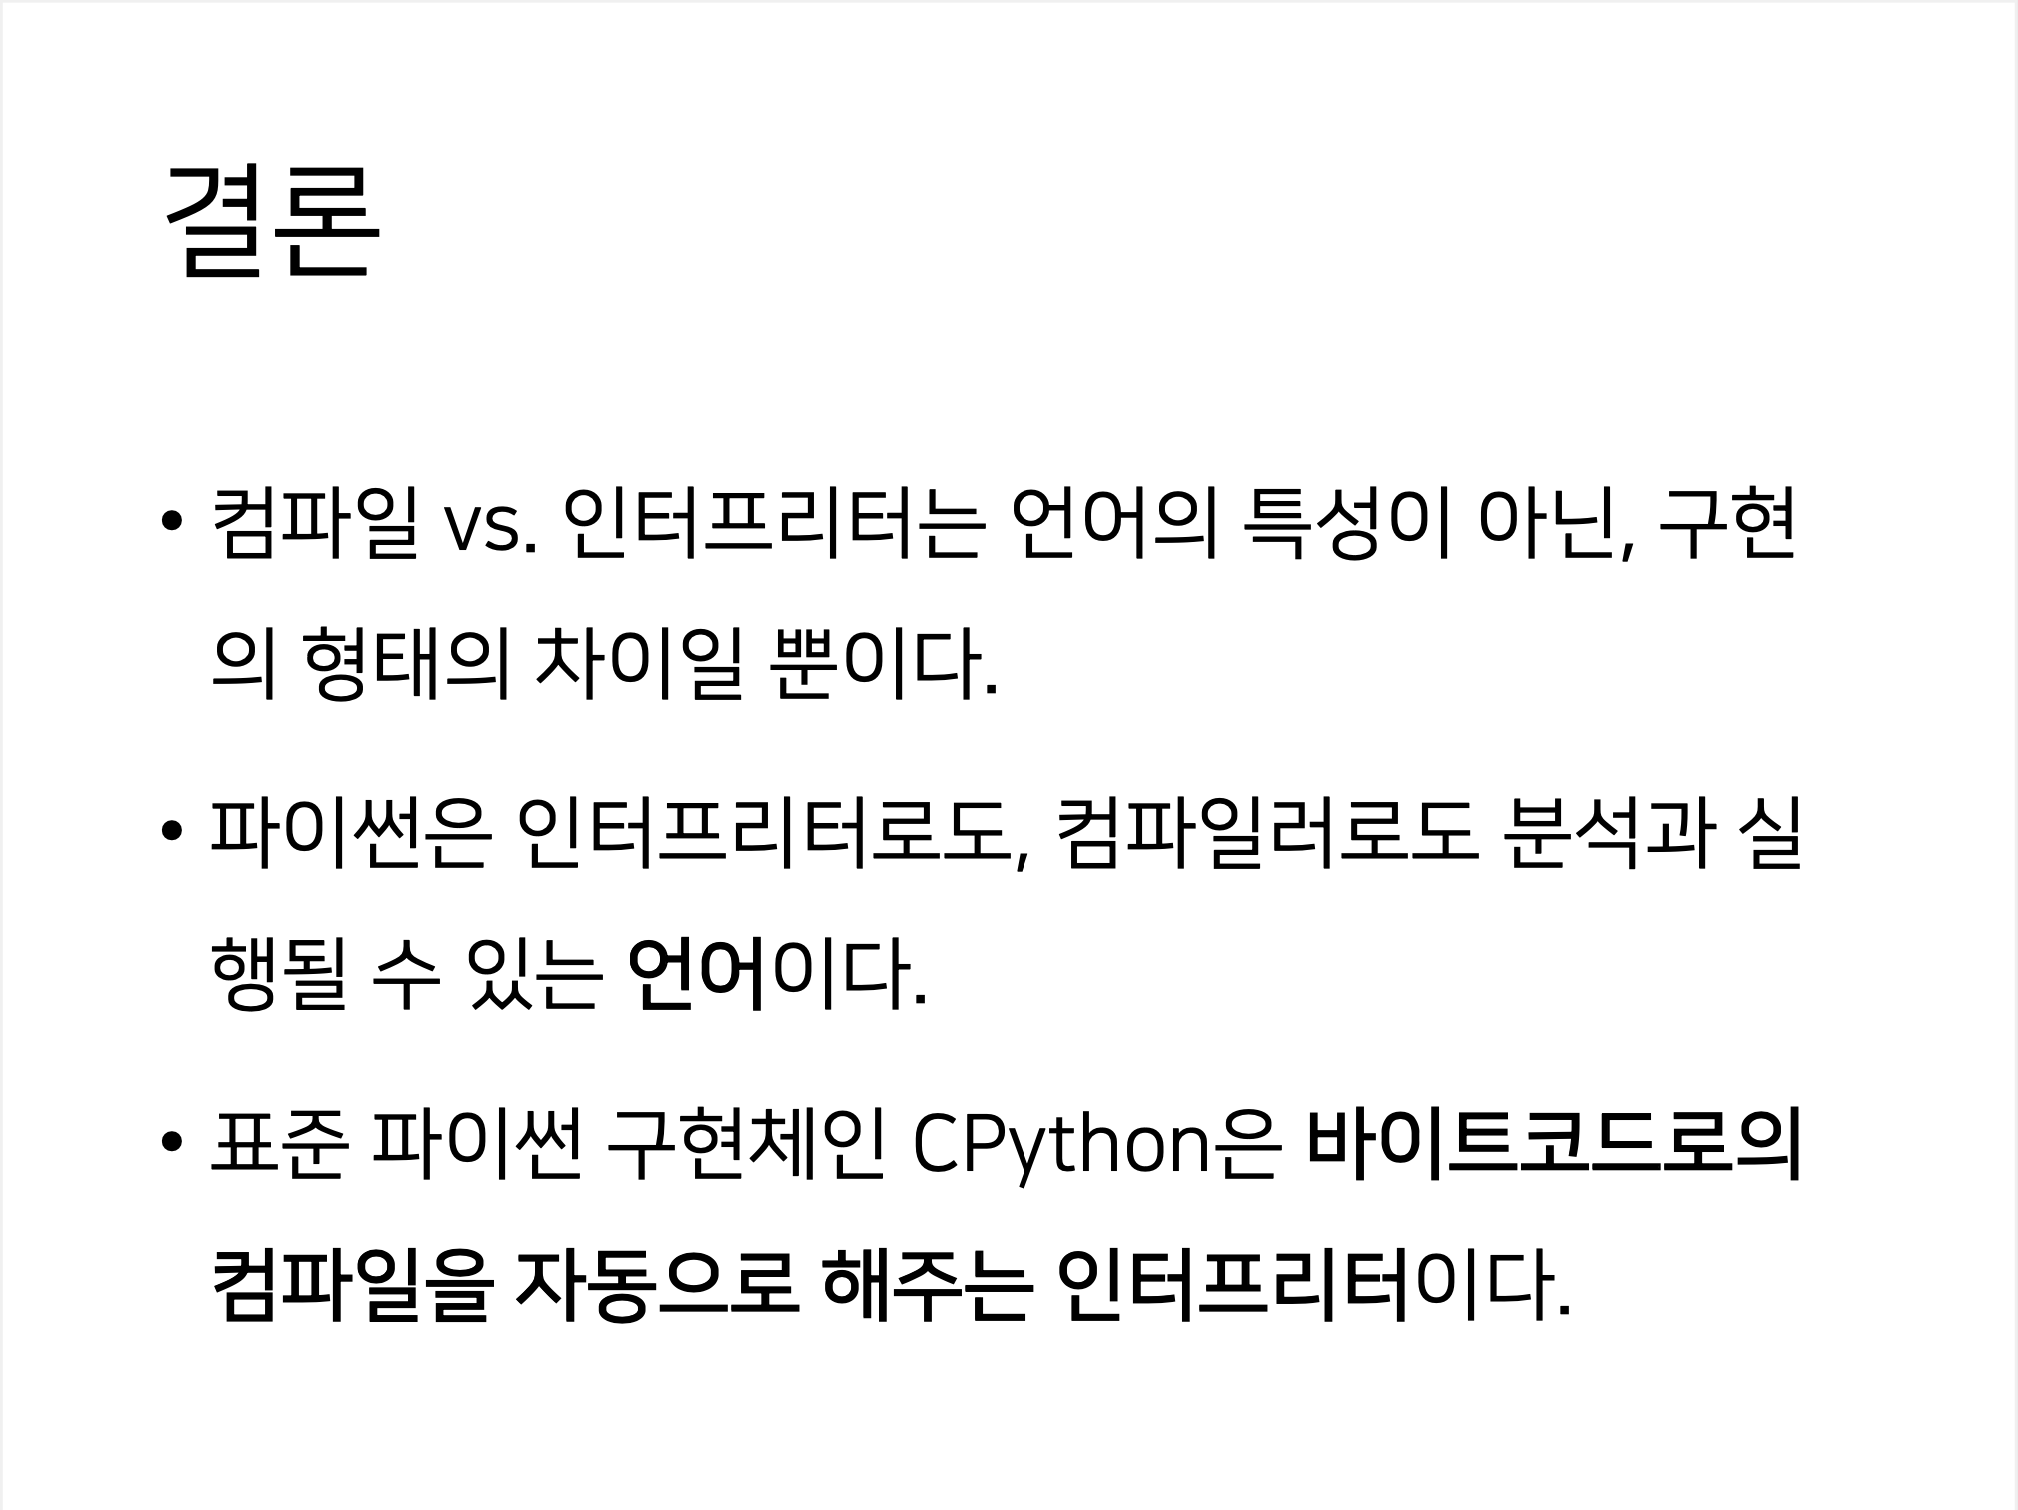 결론
• 컴파일 vs. 인터프리터는 언어의 특성이 아닌, 구현
의 형태의 차이일 뿐이다.
• 파이썬은 인터프리터로도, 컴파일러로도 분석과 실
행될 수 있는 언어이다.
• 표준 파이썬 구현체인 CPython은 바이트코드로의
컴파일을 자동으로 해주는 인터프리터이다.